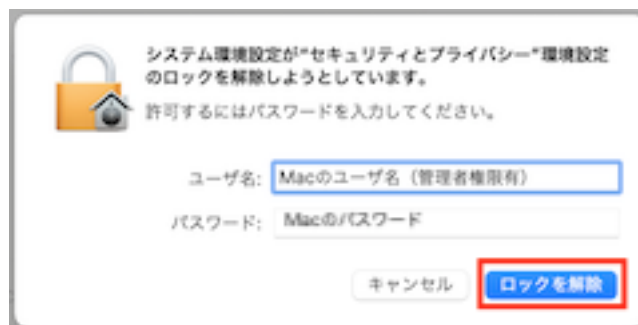 システム環境設定が"セキュリティとプライバシー"環境設定
のロックを解除しようとしています。
許可するにはパスワードを入力してください。
ユーザ名: Macのユーザ名（管理者権限有）
パスワード: Macのパスワード
キャンセル ロックを解除